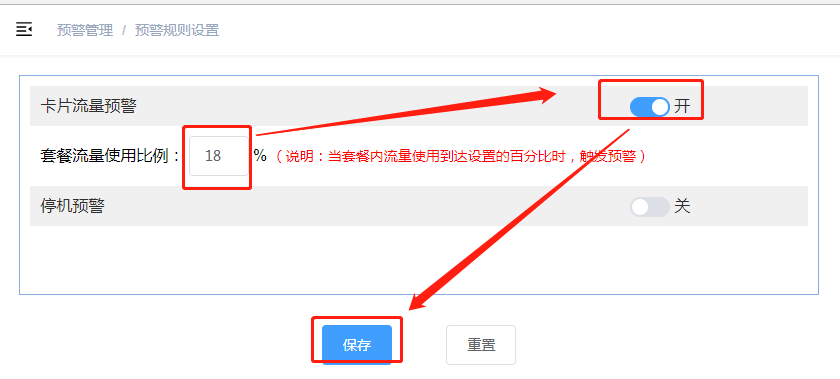 预警管理 / 预警规则设置
卡片流量预警 开
套餐流量使用比例： 18 % （说明：当套餐内流量使用到达设置的百分比时，触发预警）
停机预警 关
保存 重置